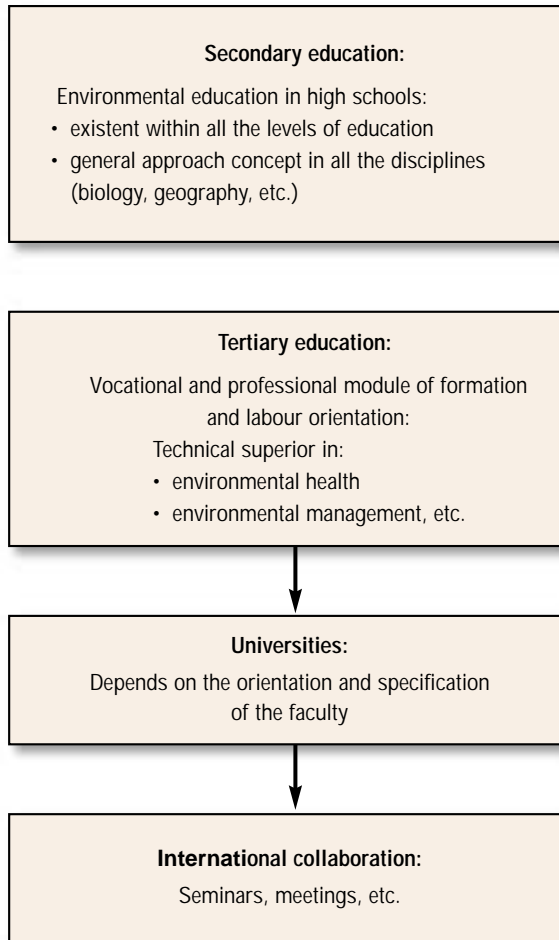 Secondary education:
Environmental education in high schools:
• existent within all the levels of education
• general approach concept in all the disciplines
(biology, geography, etc.)
Tertiary education:
Vocational and professional module of formation
and labour orientation:
Technical superior in:
• environmental health
• environmental management, etc.
Universities:
Depends on the orientation and specification
of the faculty
International collaboration:
Seminars, meetings, etc.